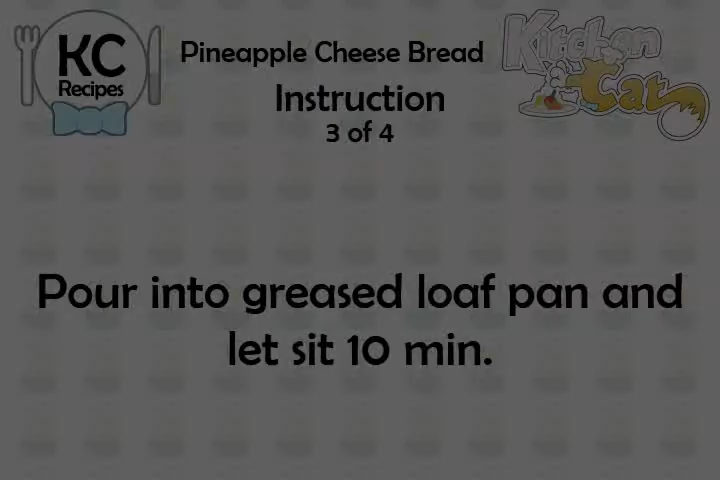 KC
Recipes
Pineapple Cheese Bread
Kitchen
Cat
Instruction
3 of 4
Pour into greased loaf pan and
let sit 10 min.